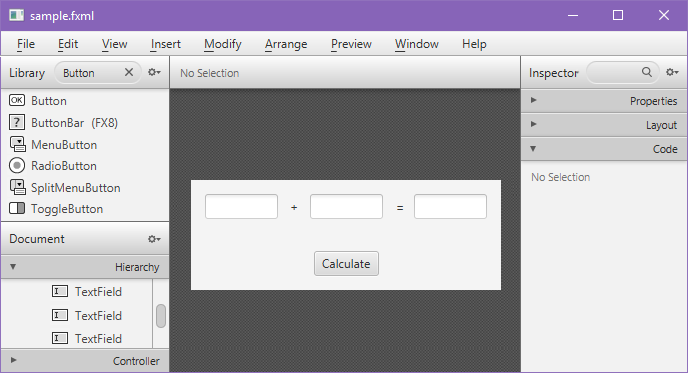 sample.fxml
File Edit View Insert Modify Arrange Preview Window Help
Library Button
No Selection
Inspector
Button
ButtonBar (FX8)
MenuButton
RadioButton
SplitMenuButton
ToggleButton
Document
Hierarchy
TextField
TextField
TextField
Controller
+ =
Calculate
Properties
Layout
Code
No Selection